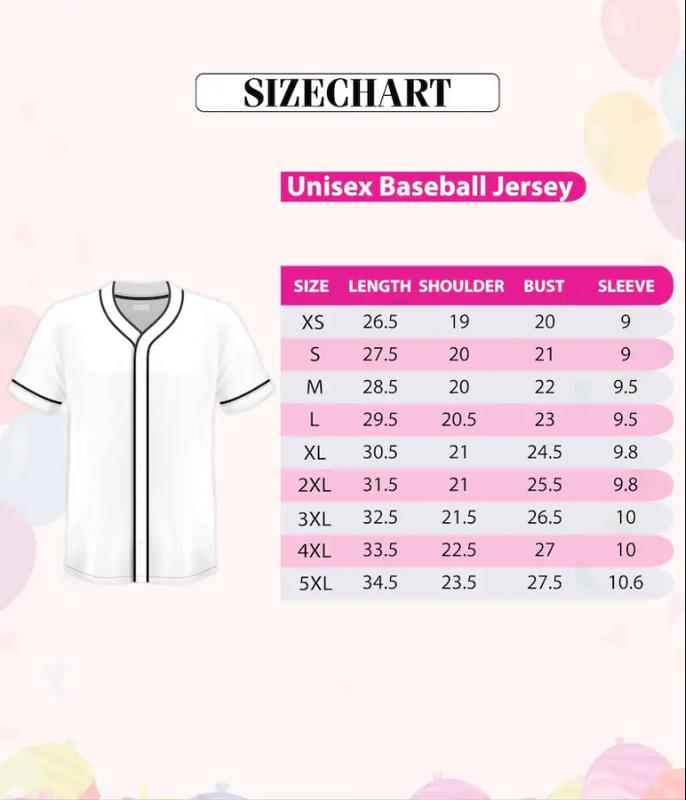 SIZECHART
Unisex Baseball Jersey
SIZE LENGTH SHOULDER BUST SLEEVE
XS 26.5 19 20 9
S 27.5 20 21 9
M 28.5 20 22 9.5
L 29.5 20.5 23 9.5
XL 30.5 21 24.5 9.8
2XL 31.5 21 25.5 9.8
3XL 32.5 21.5 26.5 10
4XL 33.5 22.5 27 10
5XL 34.5 23.5 27.5 10.6